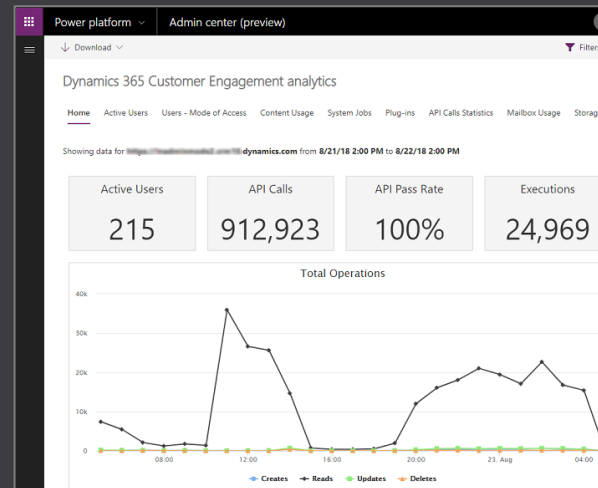 Power platform Admin center (preview)
Download Filter
Dynamics 365 Customer Engagement analytics
Home Active Users Users - Mode of Access Content Usage System Jobs Plug-ins API Calls Statistics Mailbox Usage Storag
Showing data for dynamics.com from 8/21/18 2:00 PM to 8/22/18 2:00 PM
Active Users API Calls API Pass Rate Executions
215 912,923 100% 24,969
Total Operations
40k
30k
20k
10k
0
08:00 12:00 16:00 20:00 23. Aug 04:00
Creates Reads Updates Deletes